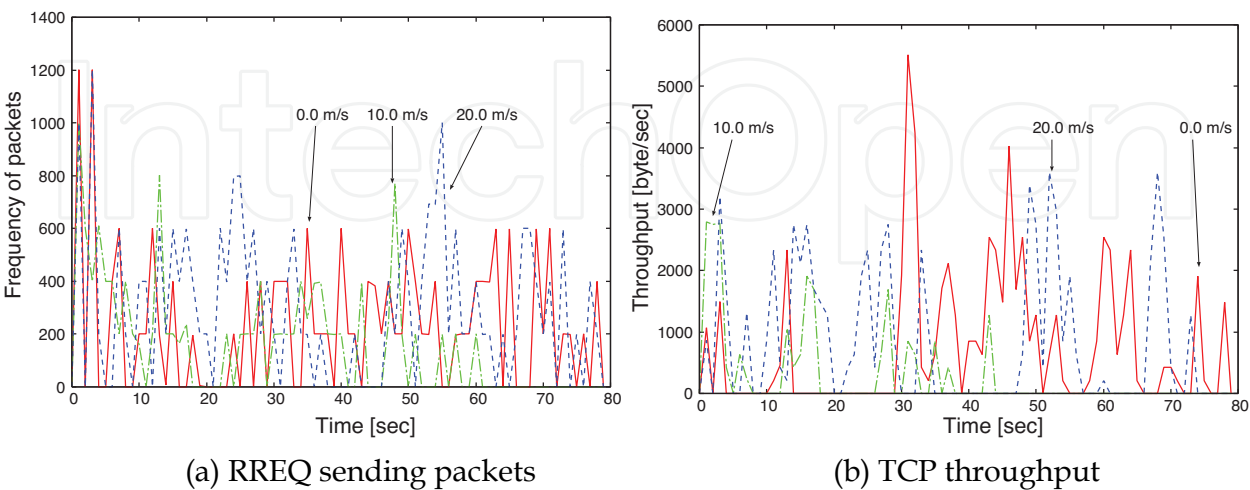 1400
1200
1000
800
600
400
200
0
Frequency of packets
0.0 m/s
10.0 m/s
20.0 m/s
0 10 20 30 40 50 60 70 80
Time [sec]
(a) RREQ sending packets
6000
5000
4000
3000
2000
1000
0
Throughput [byte/sec]
10.0 m/s
20.0 m/s
0.0 m/s
0 10 20 30 40 50 60 70 80
Time [sec]
(b) TCP throughput
IntechOpen